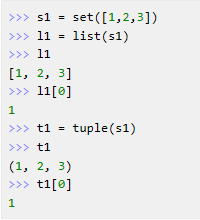 >>> s1 = set([1,2,3])
>>> l1 = list(s1)
>>> l1
[1, 2, 3]
>>> l1[0]
1
>>> t1 = tuple(s1)
>>> t1
(1, 2, 3)
>>> t1[0]
1